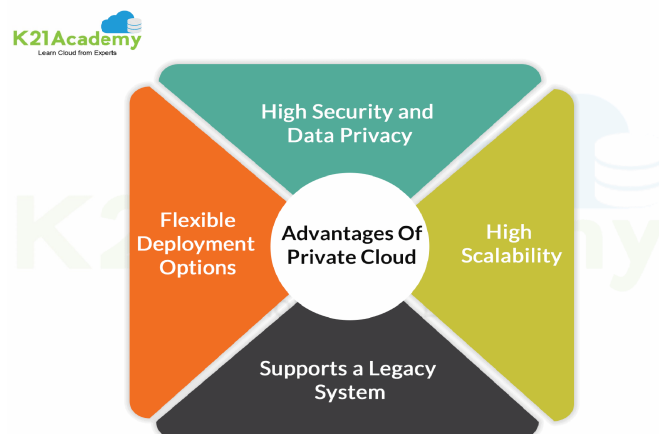 K21Academy
Learn Cloud from Experts
High Security and
Data Privacy
Flexible
Deployment
Options
Advantages Of
Private Cloud
High
Scalability
Supports a Legacy
System